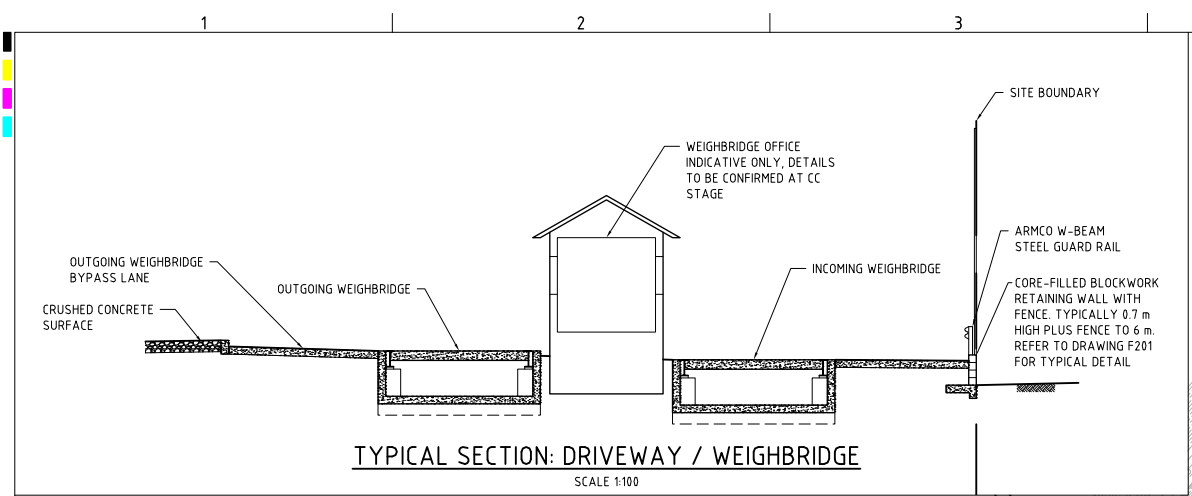 1
2
3
SITE BOUNDARY
WEIGHBRIDGE OFFICE
INDICATIVE ONLY, DETAILS
TO BE CONFIRMED AT CC
STAGE
ARMCO W-BEAM
STEEL GUARD RAIL
OUTGOING WEIGHBRIDGE
BYPASS LANE
OUTGOING WEIGHBRIDGE
INCOMING WEIGHBRIDGE
CRUSHED CONCRETE
SURFACE
CORE-FILLED BLOCKWORK
RETAINING WALL WITH
FENCE. TYPICALLY 0.7 m
HIGH PLUS FENCE TO 6 m.
REFER TO DRAWING F201
FOR TYPICAL DETAIL
TYPICAL SECTION: DRIVEWAY / WEIGHBRIDGE
SCALE 1:100